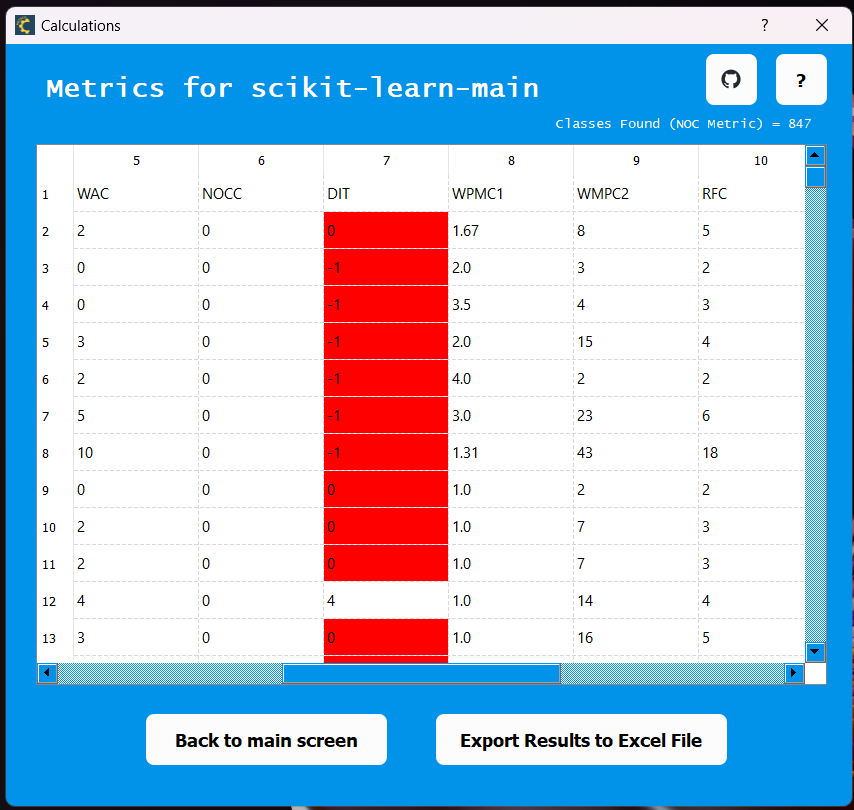 Calculations ?
Metrics for scikit-learn-main
?
Classes Found (NOC Metric) = 847
5 6 7 8 9 10
1 WAC NOCC DIT WPMC1 WMPC2 RFC
2 2 0 0 1.67 8 5
3 0 0 -1 2.0 3 2
4 0 0 -1 3.5 4 3
5 3 0 -1 2.0 15 4
6 2 0 -1 4.0 2 2
7 5 0 -1 3.0 23 6
8 10 0 -1 1.31 43 18
9 0 0 0 1.0 2 2
10 2 0 0 1.0 7 3
11 2 0 0 1.0 7 3
12 4 0 4 1.0 14 4
13 3 0 0 1.0 16 5
Back to main screen Export Results to Excel File